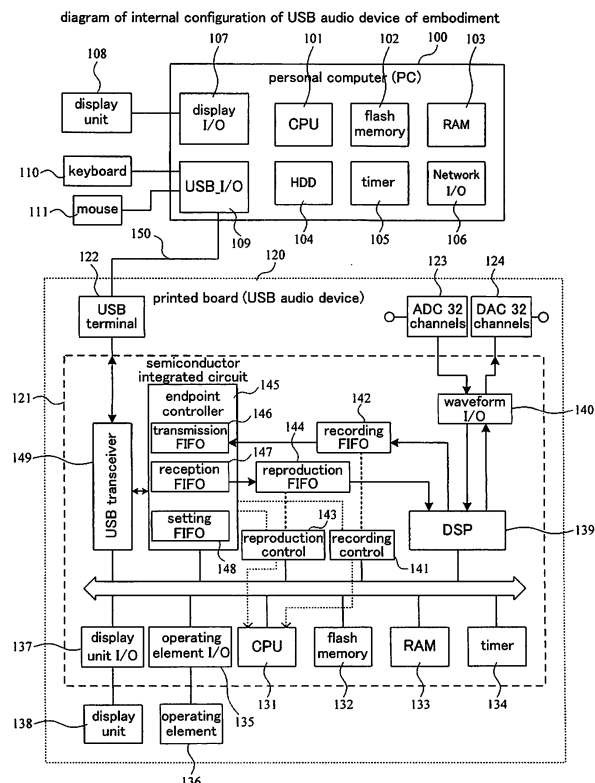 diagram of internal configuration of USB audio device of embodiment
100
107
101
102
103
108
personal computer (PC)
display
unit
display
I/O
CPU
flash
memory
RAM
keyboard
110
USB_I/O
HDD
timer
Network
I/O
mouse
111
109
104
105
106
150
122
120
123
124
USB
terminal
printed board (USB audio device)
ADC 32
channels
DAC 32
channels
semiconductor
integrated circuit
145
121
endpoint
controller
146
142
waveform
I/O
140
transmission
FIFO
147
144
recording
FIFO
149
USB transceiver
reception
FIFO
reproduction
FIFO
143
DSP
139
setting
FIFO
148
reproduction
control
recording
control
141
137
display
unit I/O
operating
element I/O
CPU
flash
memory
RAM
timer
135
131
132
133
134
138
display
unit
operating
element
136